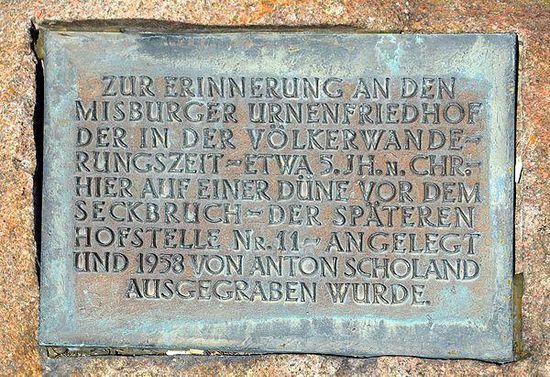 ZUR ERINNERUNG AN DEN
MISBURGER URNENFRIEDHOF
DER IN DER VÖLKERWANDE-
RUNGSZEIT – ETWA 5. JH. N. CHR. –
HIER AUF EINER DÜNE VOR DEM
SECKBRUCH – DER SPÄTEREN
HOFSTELLE NR. 11 – ANGELEGT
UND 1958 VON ANTON SCHOLAND
AUSGEGRABEN WURDE.